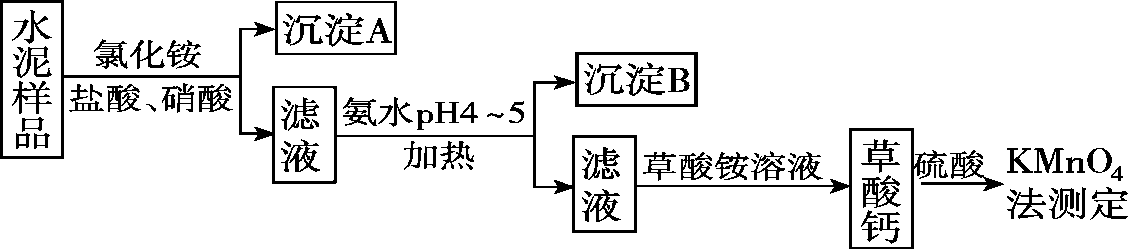 水泥样品
氯化铵
盐酸、硝酸
沉淀A
滤液
氨水pH4~5
加热
沉淀B
滤液
草酸铵溶液
草酸钙
硫酸
KMnO₄
法测定